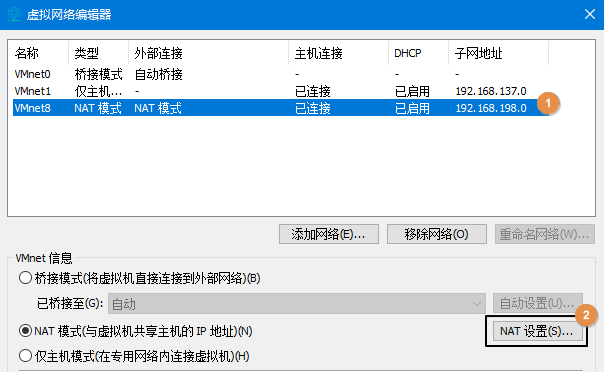 虚拟网络编辑器
名称 类型 外部连接 主机连接 DHCP 子网地址
VMnet0 桥接模式 自动桥接 - - -
VMnet1 仅主机... - 已连接 已启用 192.168.137.0
VMnet8 NAT 模式 NAT 模式 已连接 已启用 192.168.198.0 1
添加网络(E)... 移除网络(O) 重命名网络(W)...
VMnet 信息
桥接模式(将虚拟机直接连接到外部网络)(B)
已桥接至(G): 自动 自动设置(U)...
2
NAT 模式(与虚拟机共享主机的 IP 地址)(N) NAT 设置(S)...
仅主机模式(在专用网络内连接虚拟机)(H)